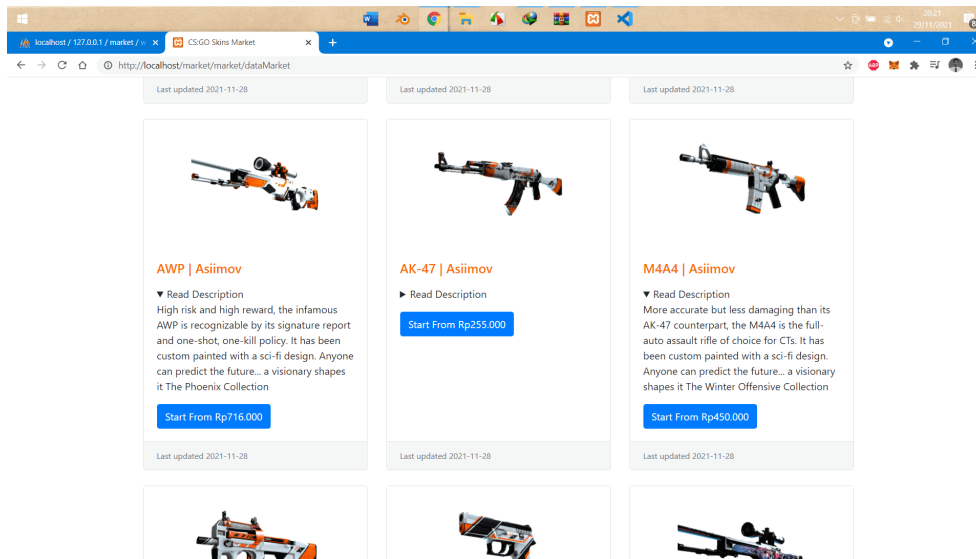 20:21
29/11/2021
localhost / 127.0.0.1 / market /
CS:GO Skins Market
http://localhost/market/market/dataMarket
ABP
Last updated 2021-11-28
Last updated 2021-11-28
Last updated 2021-11-28
AWP | Asiimov
Read Description
High risk and high reward, the infamous
AWP is recognizable by its signature report
and one-shot, one-kill policy. It has been
custom painted with a sci-fi design. Anyone
can predict the future... a visionary shapes
it The Phoenix Collection
Start From Rp716.000
Last updated 2021-11-28
AK-47 | Asiimov
Read Description
Start From Rp255.000
Last updated 2021-11-28
M4A4 | Asiimov
Read Description
More accurate but less damaging than its
AK-47 counterpart, the M4A4 is the full-
auto assault rifle of choice for CTs. It has
been custom painted with a sci-fi design.
Anyone can predict the future... a visionary
shapes it The Winter Offensive Collection
Start From Rp450.000
Last updated 2021-11-28